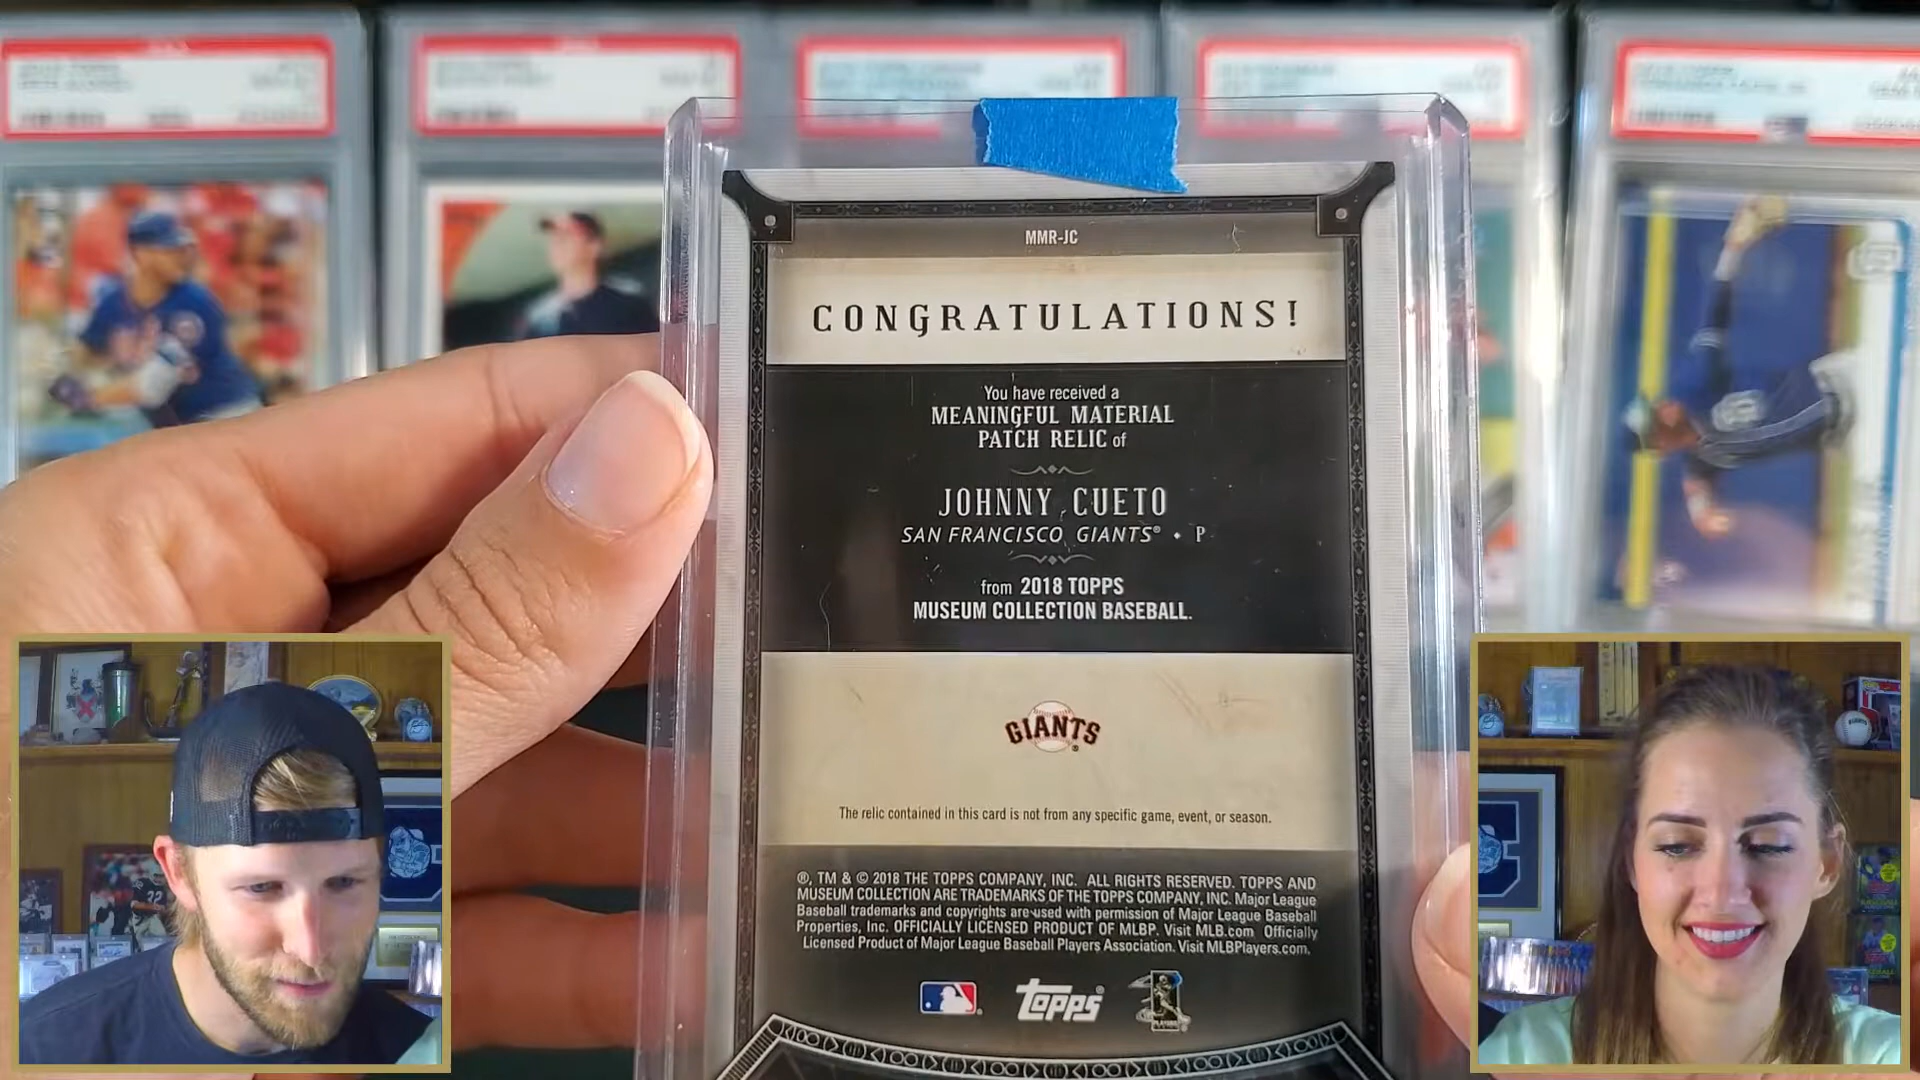 MMR-JC
CONGRATULATIONS!
You have received a
MEANINGFUL MATERIAL
PATCH RELIC of
JOHNNY CUETO
SAN FRANCISCO GIANTS® • P
from 2018 TOPPS
MUSEUM COLLECTION BASEBALL.
GIANTS®
The relic contained in this card is not from any specific game, event, or season.
®, TM & © 2018 THE TOPPS COMPANY, INC. ALL RIGHTS RESERVED. TOPPS AND
MUSEUM COLLECTION ARE TRADEMARKS OF THE TOPPS COMPANY, INC. Major League
Baseball trademarks and copyrights are used with permission of Major League Baseball
Properties, Inc. OFFICIALLY LICENSED PRODUCT OF MLBP. Visit MLB.com Officially
Licensed Product of Major League Baseball Players Association. Visit MLBPlayers.com.
topps®